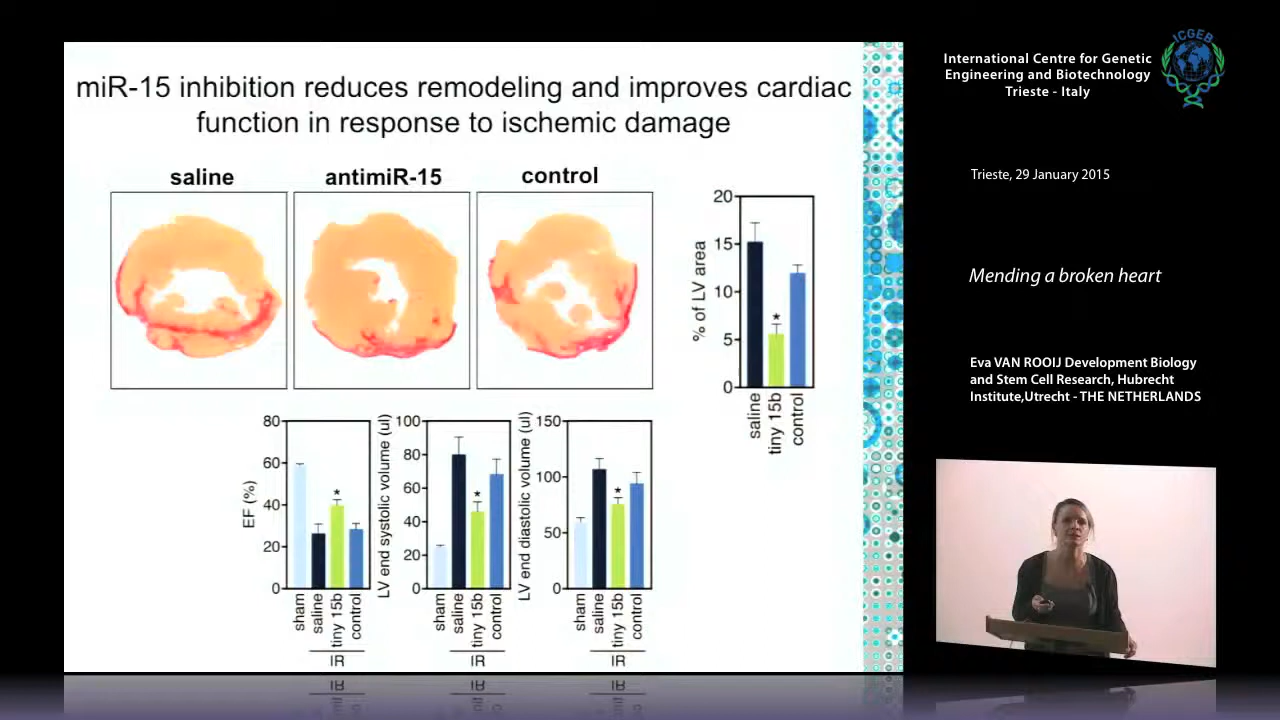 miR-15 inhibition reduces remodeling and improves cardiac
function in response to ischemic damage
saline
antimiR-15
control
% of LV area
20
15
10
5
0
*
saline
tiny 15b
control
EF (%)
80
60
40
20
0
*
sham
saline
tiny 15b
control
IR
LV end systolic volume (ul)
100
80
60
40
20
0
*
sham
saline
tiny 15b
control
IR
LV end diastolic volume (ul)
150
100
50
0
*
sham
saline
tiny 15b
control
IR
International Centre for Genetic
Engineering and Biotechnology
Trieste - Italy
ICGEB
Trieste, 29 January 2015
Mending a broken heart
Eva VAN ROOIJ Development Biology
and Stem Cell Research, Hubrecht
Institute,Utrecht - THE NETHERLANDS